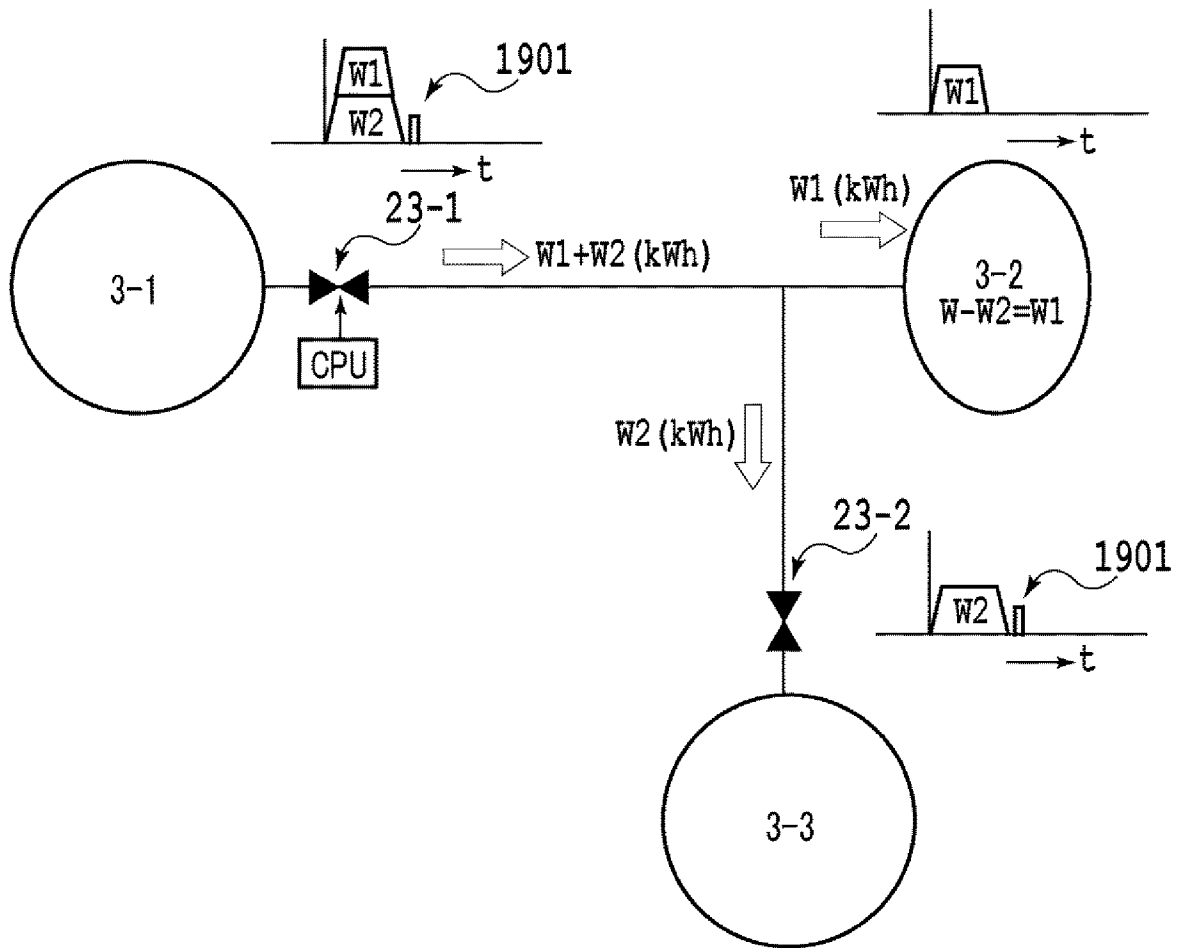 1901
W1
W1
W2
t
t
23-1
W1(kWh)
W1+W2(kWh)
3-1
3-2
W-W2=W1
CPU
W2(kWh)
23-2
1901
W2
t
3-3